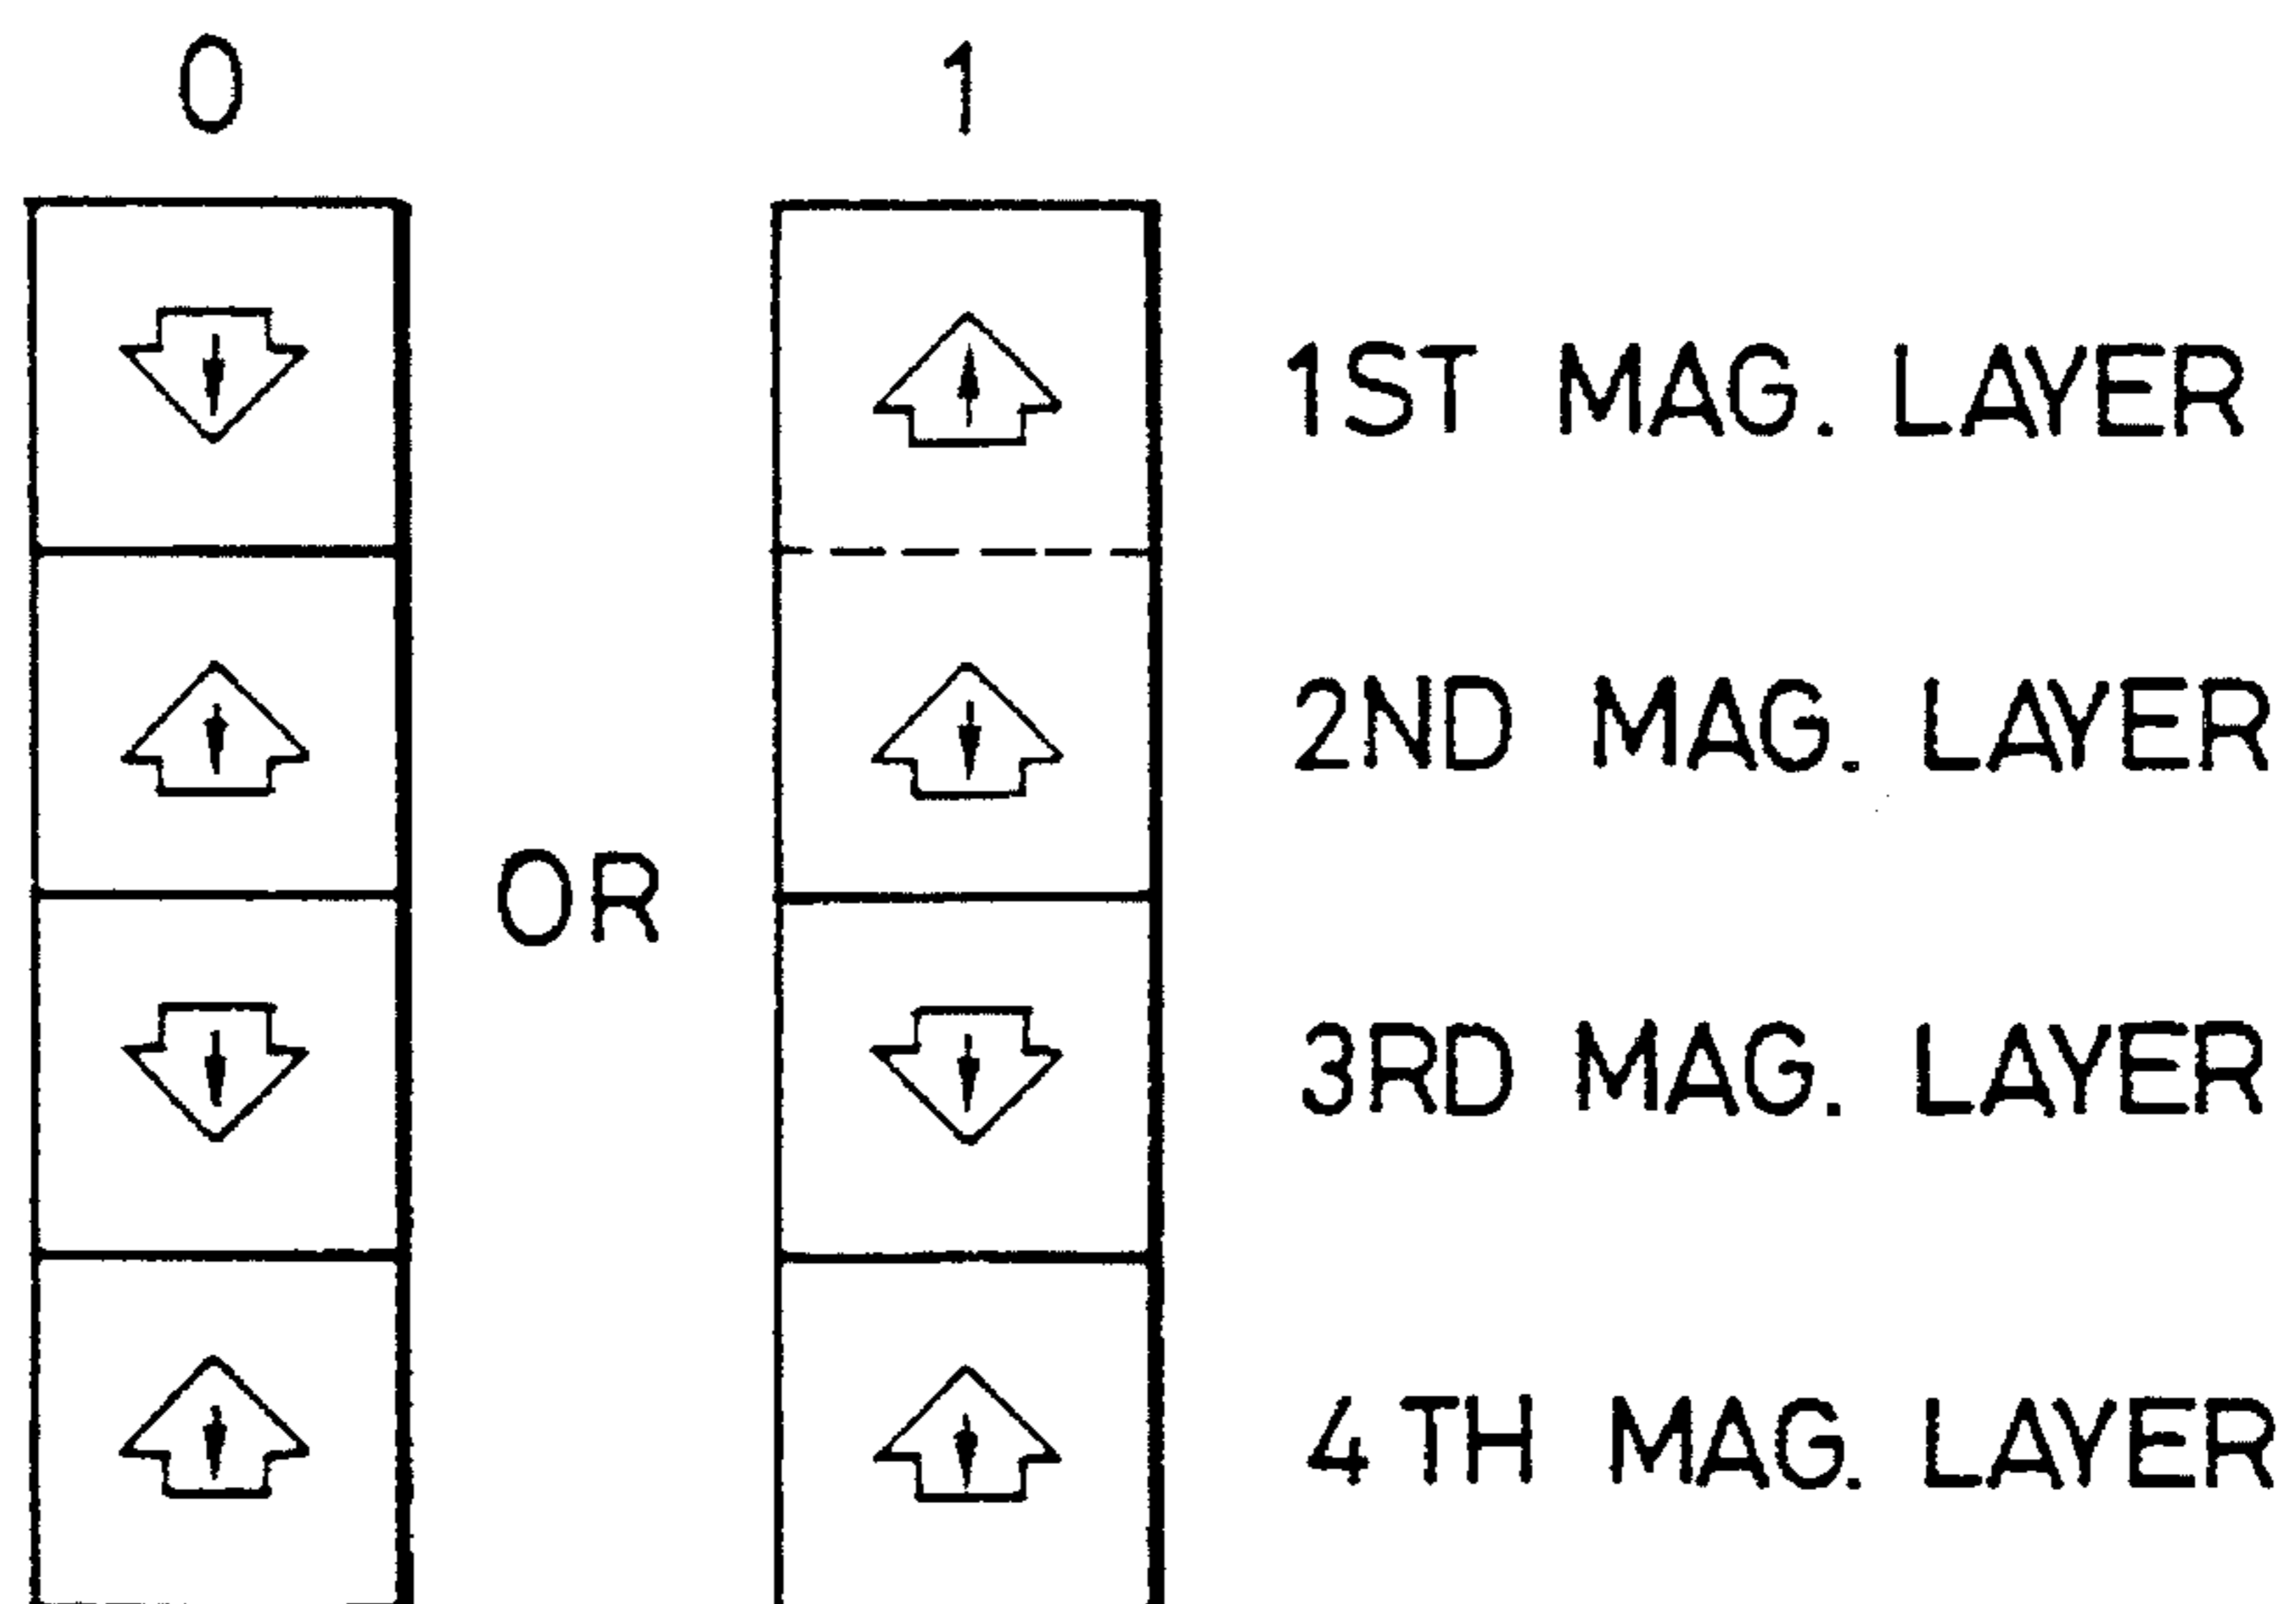 0 1
1ST MAG. LAYER
2ND MAG. LAYER
OR
3RD MAG. LAYER
4TH MAG. LAYER